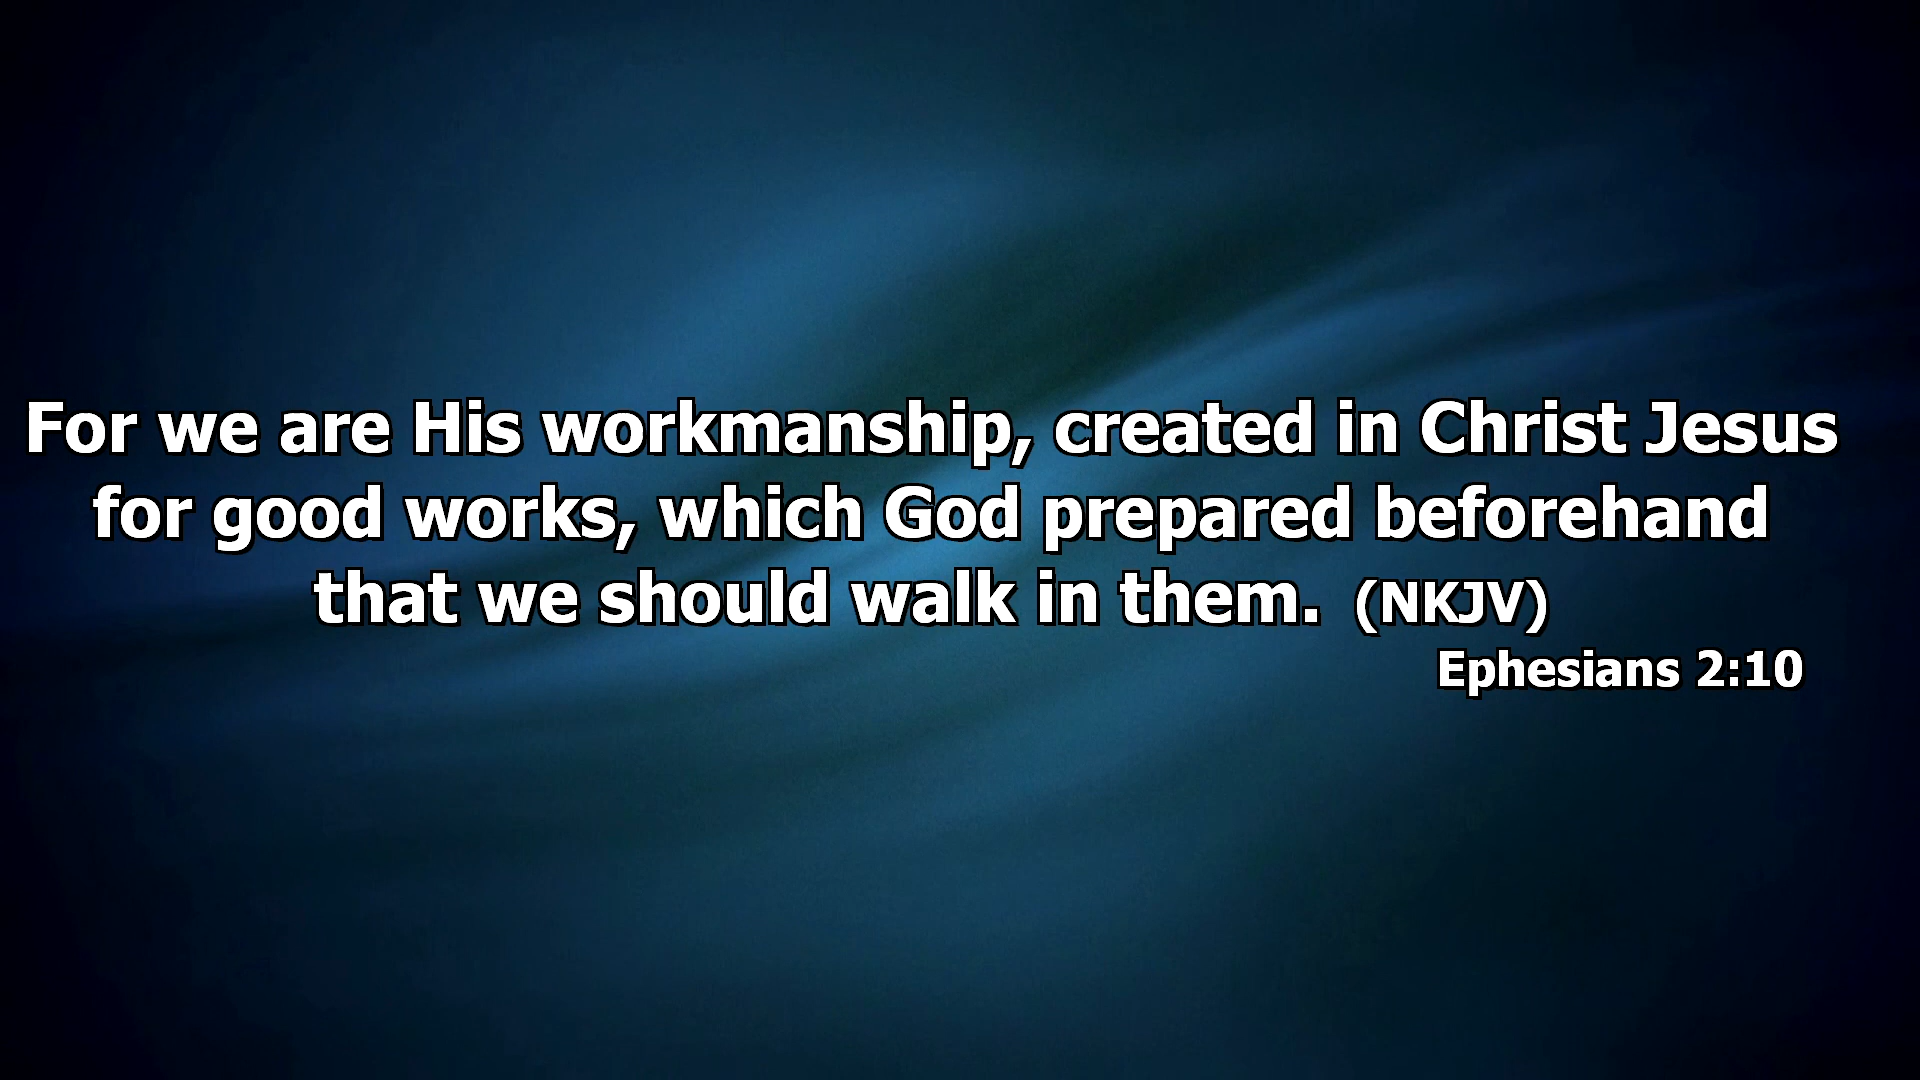 For we are His workmanship, created in Christ Jesus
for good works, which God prepared beforehand
that we should walk in them. (NKJV)
Ephesians 2:10